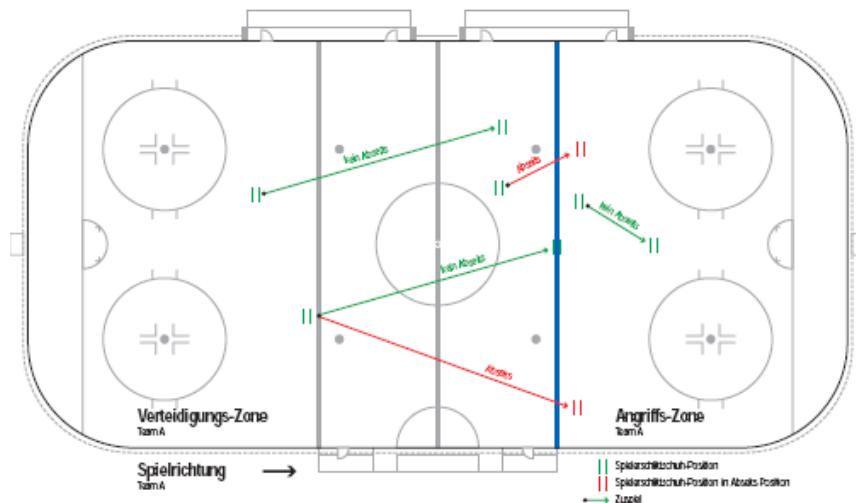 kein Abseits
Abseits
kein Abseits
kein Abseits
Abseits
Verteidigungs-Zone
Team A
Angriffs-Zone
Team A
Spielrichtung
Team A
Spielerschlittschuh-Position
Spielerschlittschuh-Position in Abseits-Position
Zuspiel